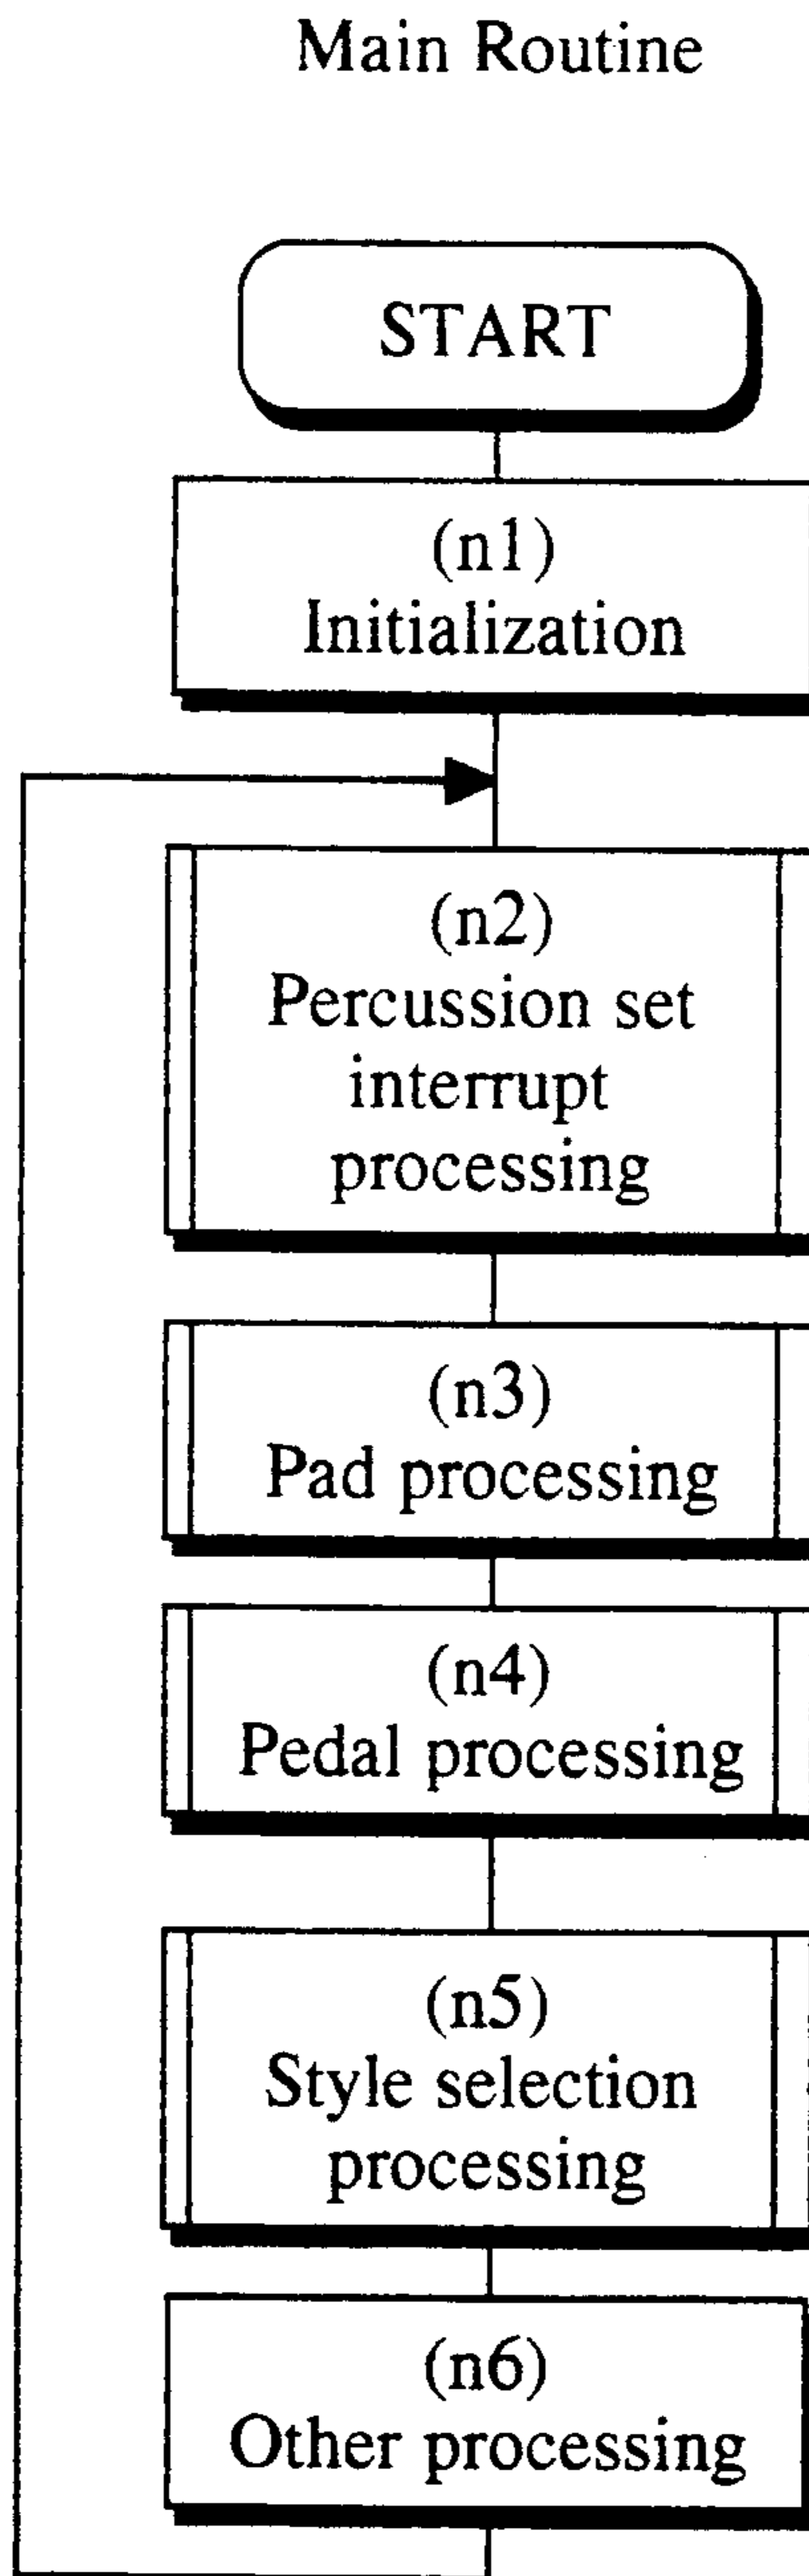 Main Routine
START
(n1)
Initialization
(n2)
Percussion set
interrupt
processing
(n3)
Pad processing
(n4)
Pedal processing
(n5)
Style selection
processing
(n6)
Other processing